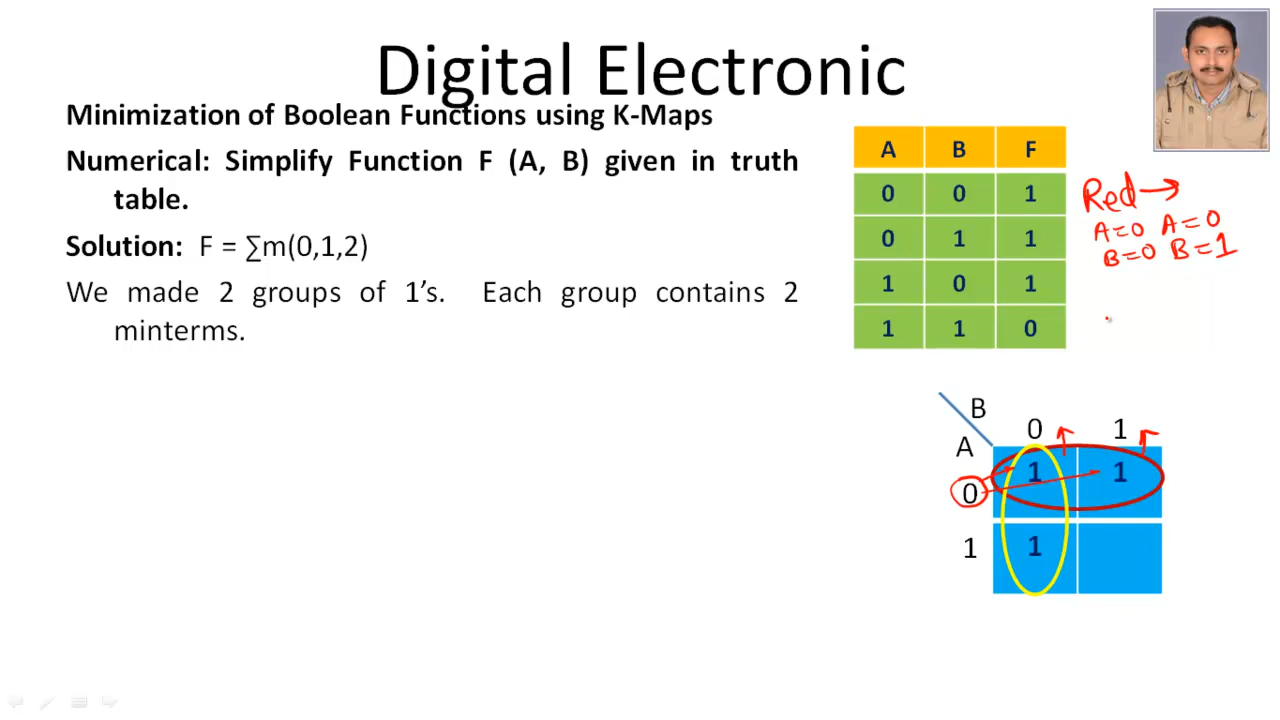 Digital Electronic
Minimization of Boolean Functions using K-Maps
Numerical: Simplify Function F (A, B) given in truth
table.
Solution: F = ∑m(0,1,2)
We made 2 groups of 1’s. Each group contains 2
minterms.
A B F
0 0 1
0 1 1
1 0 1
1 1 0
Red →
A=0 A=0
B=0 B=1
B
0 1
A
0 1 1
1 1